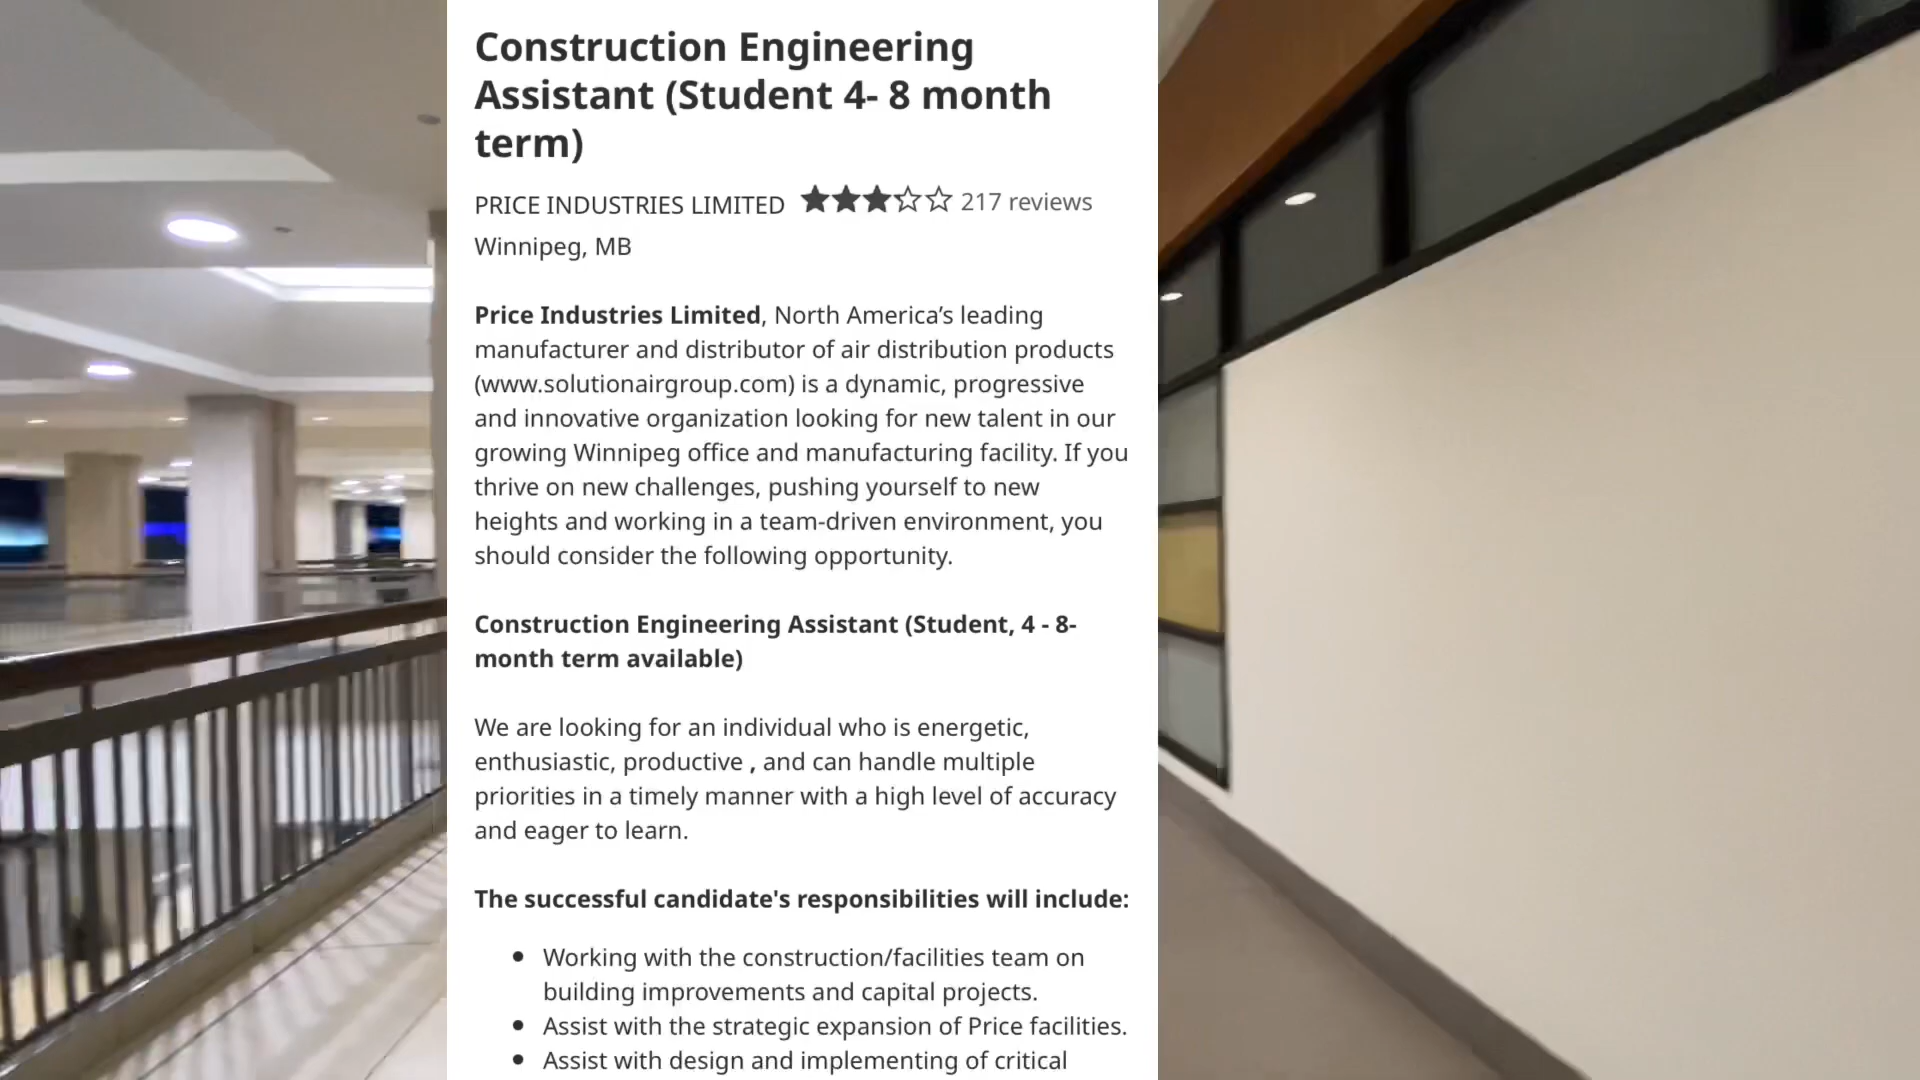 Construction Engineering
Assistant (Student 4- 8 month
term)
PRICE INDUSTRIES LIMITED 217 reviews
Winnipeg, MB
Price Industries Limited, North America’s leading
manufacturer and distributor of air distribution products
(www.solutionairgroup.com) is a dynamic, progressive
and innovative organization looking for new talent in our
growing Winnipeg office and manufacturing facility. If you
thrive on new challenges, pushing yourself to new
heights and working in a team-driven environment, you
should consider the following opportunity.
Construction Engineering Assistant (Student, 4 - 8-
month term available)
We are looking for an individual who is energetic,
enthusiastic, productive , and can handle multiple
priorities in a timely manner with a high level of accuracy
and eager to learn.
The successful candidate's responsibilities will include:
• Working with the construction/facilities team on
building improvements and capital projects.
• Assist with the strategic expansion of Price facilities.
• Assist with design and implementing of critical